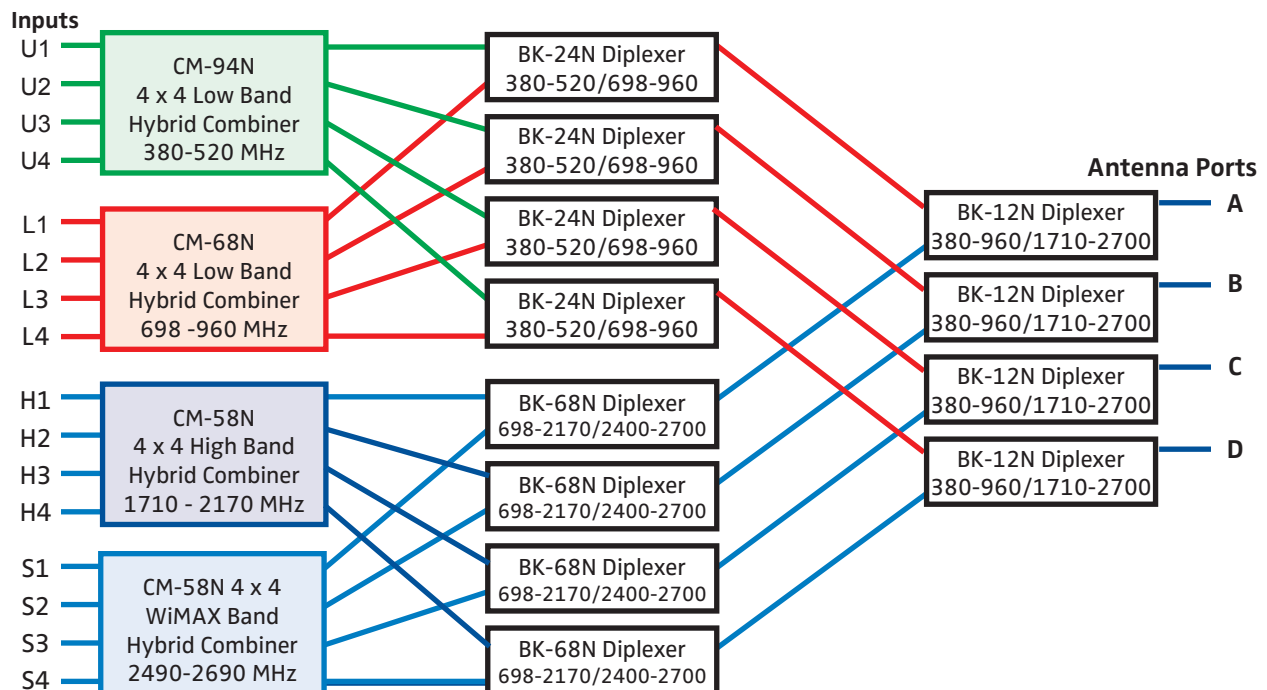 Inputs
U1
U2
U3
U4
CM-94N
4 x 4 Low Band
Hybrid Combiner
380-520 MHz
L1
L2
L3
L4
CM-68N
4 x 4 Low Band
Hybrid Combiner
698 -960 MHz
H1
H2
H3
H4
CM-58N
4 x 4 High Band
Hybrid Combiner
1710 - 2170 MHz
S1
S2
S3
S4
CM-58N 4 x 4
WiMAX Band
Hybrid Combiner
2490-2690 MHz
BK-24N Diplexer
380-520/698-960
BK-24N Diplexer
380-520/698-960
BK-24N Diplexer
380-520/698-960
BK-24N Diplexer
380-520/698-960
BK-68N Diplexer
698-2170/2400-2700
BK-68N Diplexer
698-2170/2400-2700
BK-68N Diplexer
698-2170/2400-2700
BK-68N Diplexer
698-2170/2400-2700
Antenna Ports
BK-12N Diplexer
380-960/1710-2700
A
BK-12N Diplexer
380-960/1710-2700
B
BK-12N Diplexer
380-960/1710-2700
C
BK-12N Diplexer
380-960/1710-2700
D